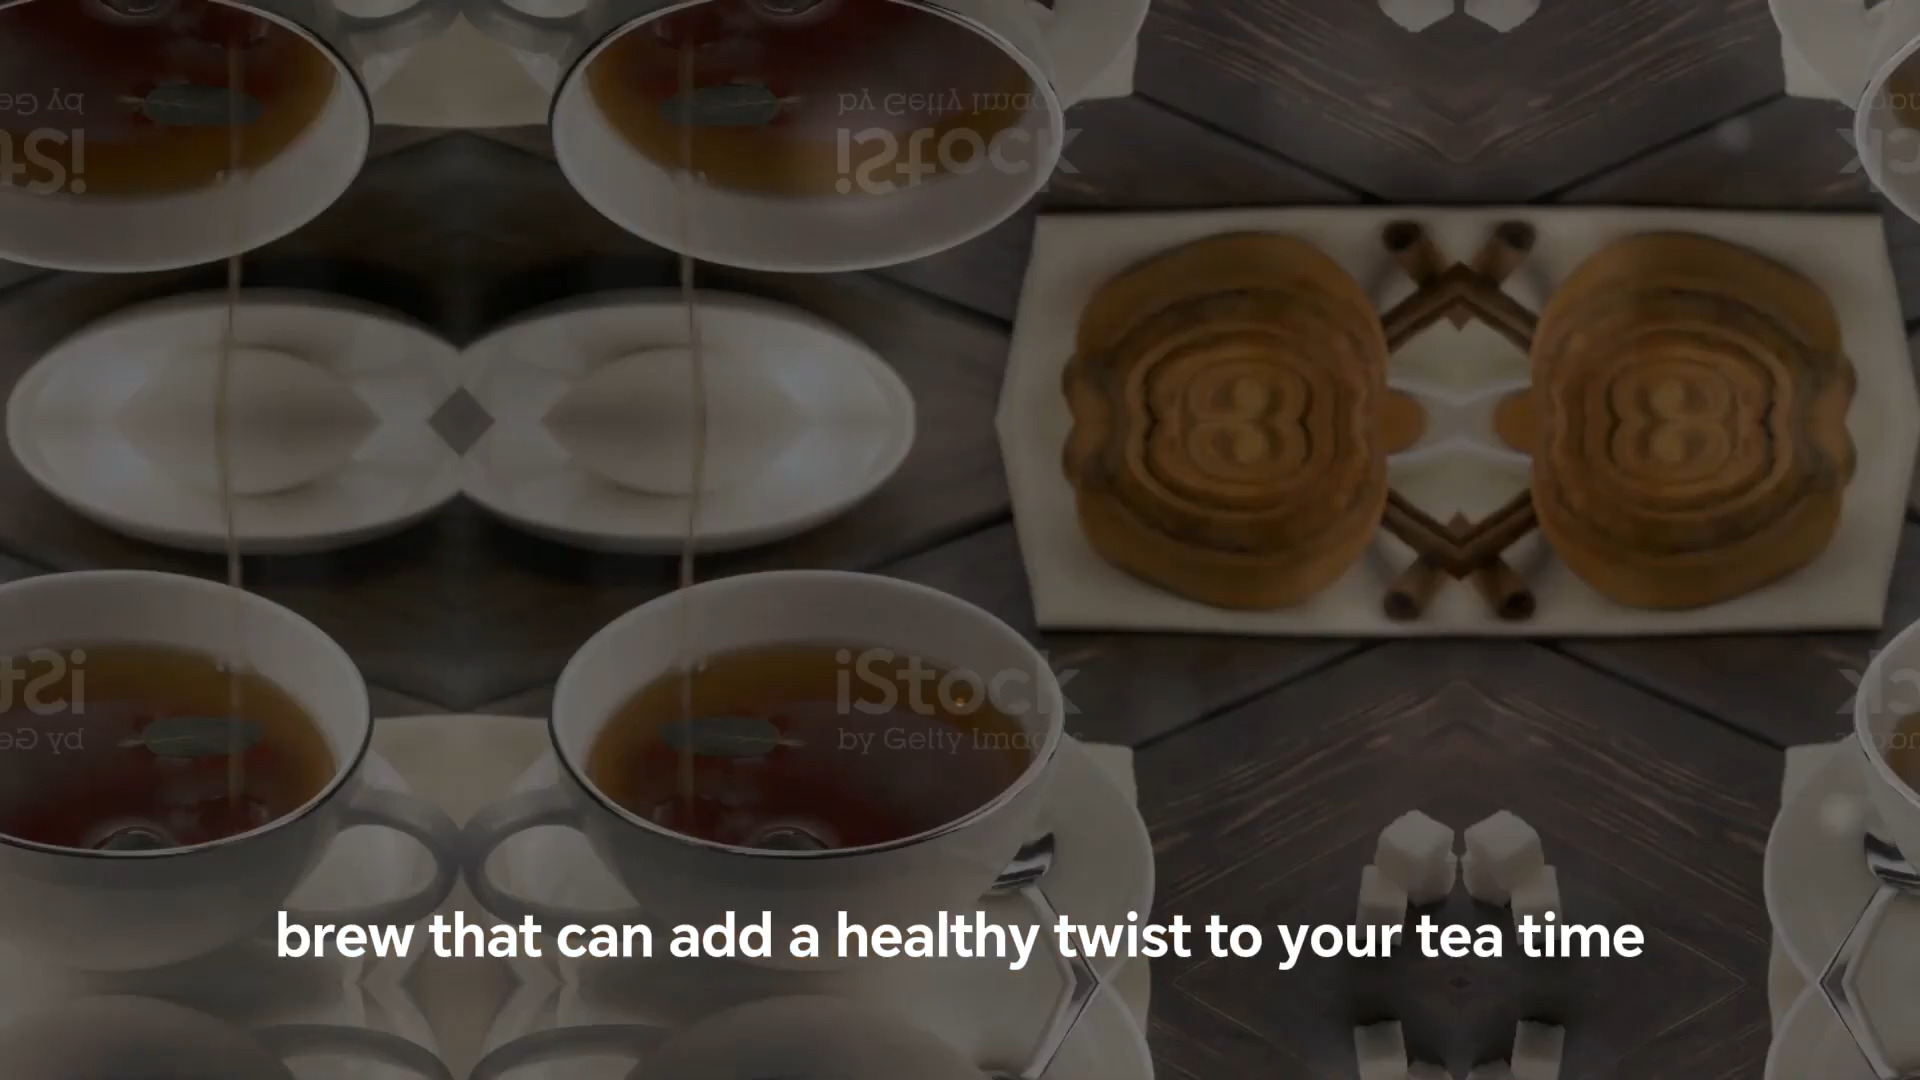 iStock
by Getty Images
brew that can add a healthy twist to your tea time